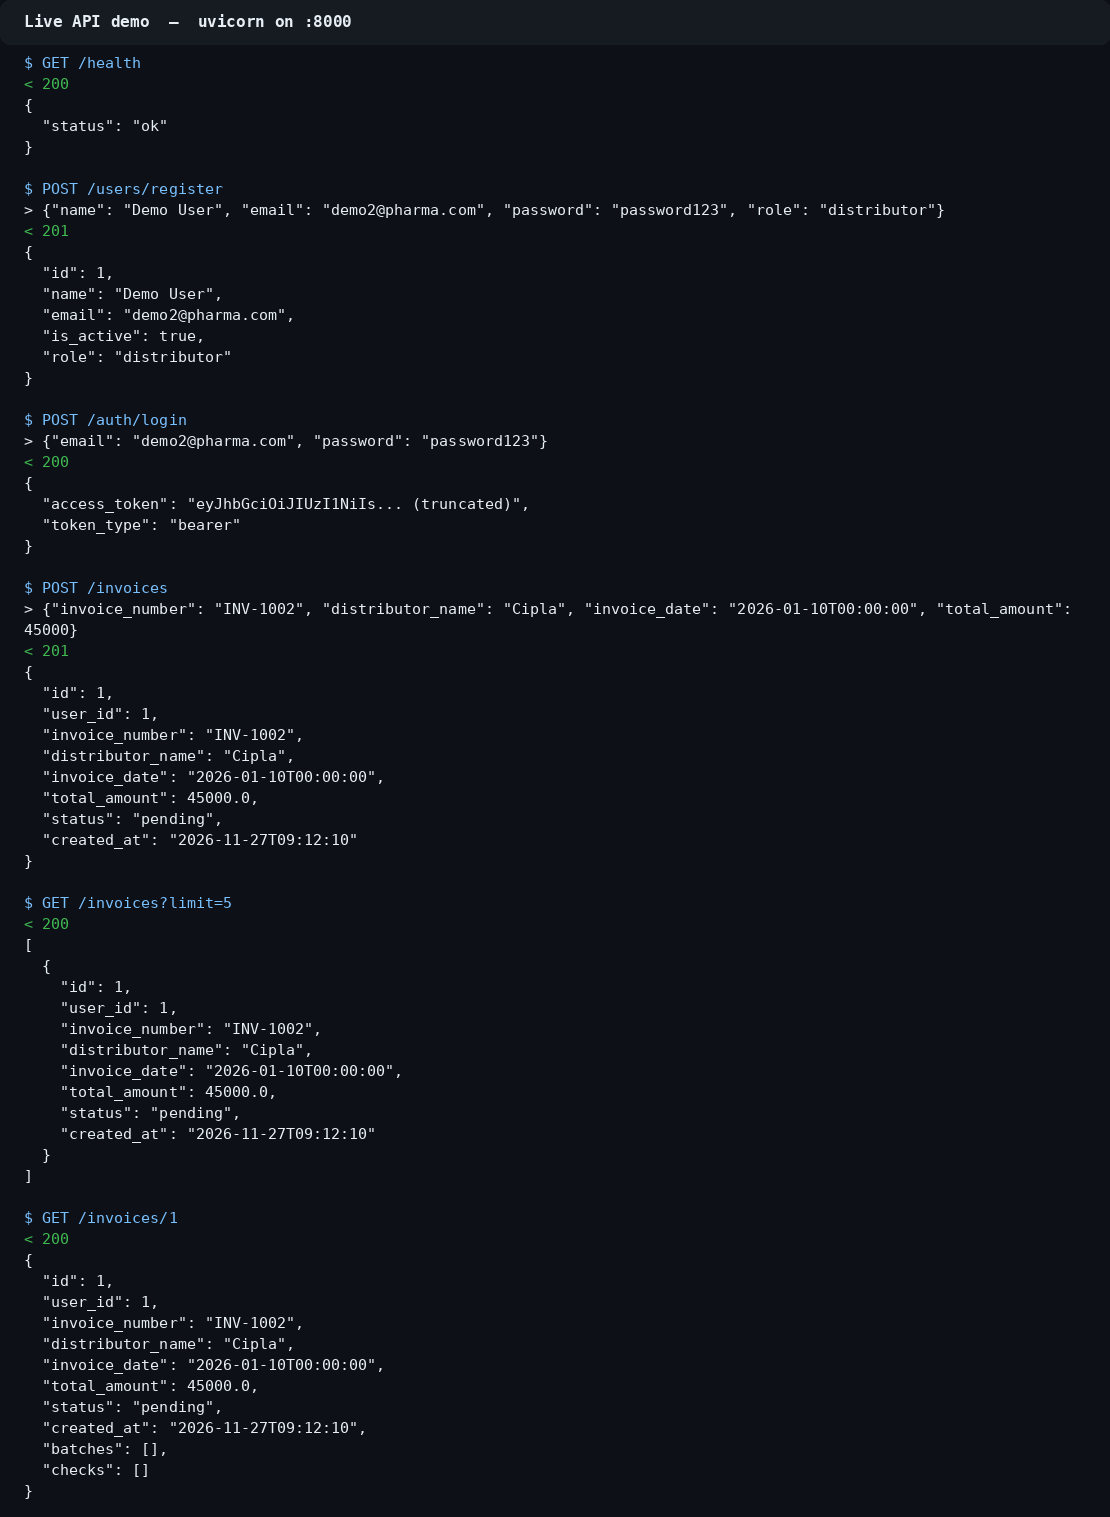 Live API demo  —  uvicorn on :8000
$ GET /health
< 200
{
  "status": "ok"
}

$ POST /users/register
> {"name": "Demo User", "email": "demo2@pharma.com", "password": "password123", "role": "distributor"}
< 201
{
  "id": 1,
  "name": "Demo User",
  "email": "demo2@pharma.com",
  "is_active": true,
  "role": "distributor"
}

$ POST /auth/login
> {"email": "demo2@pharma.com", "password": "password123"}
< 200
{
  "access_token": "eyJhbGciOiJIUzI1NiIs... (truncated)",
  "token_type": "bearer"
}

$ POST /invoices
> {"invoice_number": "INV-1002", "distributor_name": "Cipla", "invoice_date": "2026-01-10T00:00:00", "total_amount":
45000}
< 201
{
  "id": 1,
  "user_id": 1,
  "invoice_number": "INV-1002",
  "distributor_name": "Cipla",
  "invoice_date": "2026-01-10T00:00:00",
  "total_amount": 45000.0,
  "status": "pending",
  "created_at": "2026-11-27T09:12:10"
}

$ GET /invoices?limit=5
< 200
[
  {
    "id": 1,
    "user_id": 1,
    "invoice_number": "INV-1002",
    "distributor_name": "Cipla",
    "invoice_date": "2026-01-10T00:00:00",
    "total_amount": 45000.0,
    "status": "pending",
    "created_at": "2026-11-27T09:12:10"
  }
]

$ GET /invoices/1
< 200
{
  "id": 1,
  "user_id": 1,
  "invoice_number": "INV-1002",
  "distributor_name": "Cipla",
  "invoice_date": "2026-01-10T00:00:00",
  "total_amount": 45000.0,
  "status": "pending",
  "created_at": "2026-11-27T09:12:10",
  "batches": [],
  "checks": []
}